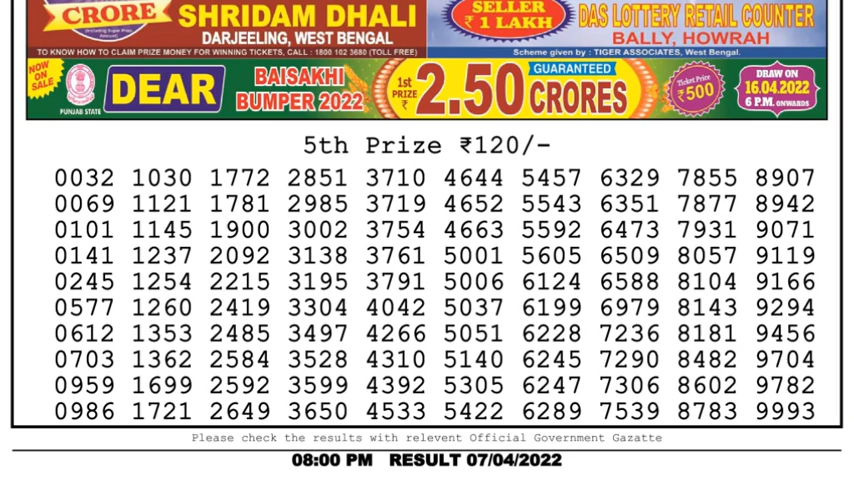 CRORE
(Including Super Prize Amount)
SHRIDAM DHALI
DARJEELING, WEST BENGAL
TO KNOW HOW TO CLAIM PRIZE MONEY FOR WINNING TICKETS, CALL : 1800 102 3680 (TOLL FREE)
SELLER
₹ 1 LAKH
DAS LOTTERY RETAIL COUNTER
BALLY, HOWRAH
Scheme given by : TIGER ASSOCIATES, West Bengal.
NOW ON SALE
PUNJAB STATE
DEAR
BAISAKHI
BUMPER 2022
1st PRIZE ₹
2.50
GUARANTEED
CRORES
Ticket Price
₹500
DRAW ON
16.04.2022
6 P.M. ONWARDS
5th Prize ₹120/-
0032 1030 1772 2851 3710 4644 5457 6329 7855 8907
0069 1121 1781 2985 3719 4652 5543 6351 7877 8942
0101 1145 1900 3002 3754 4663 5592 6473 7931 9071
0141 1237 2092 3138 3761 5001 5605 6509 8057 9119
0245 1254 2215 3195 3791 5006 6124 6588 8104 9166
0577 1260 2419 3304 4042 5037 6199 6979 8143 9294
0612 1353 2485 3497 4266 5051 6228 7236 8181 9456
0703 1362 2584 3528 4310 5140 6245 7290 8482 9704
0959 1699 2592 3599 4392 5305 6247 7306 8602 9782
0986 1721 2649 3650 4533 5422 6289 7539 8783 9993
Please check the results with relevent Official Government Gazatte
08:00 PM RESULT 07/04/2022